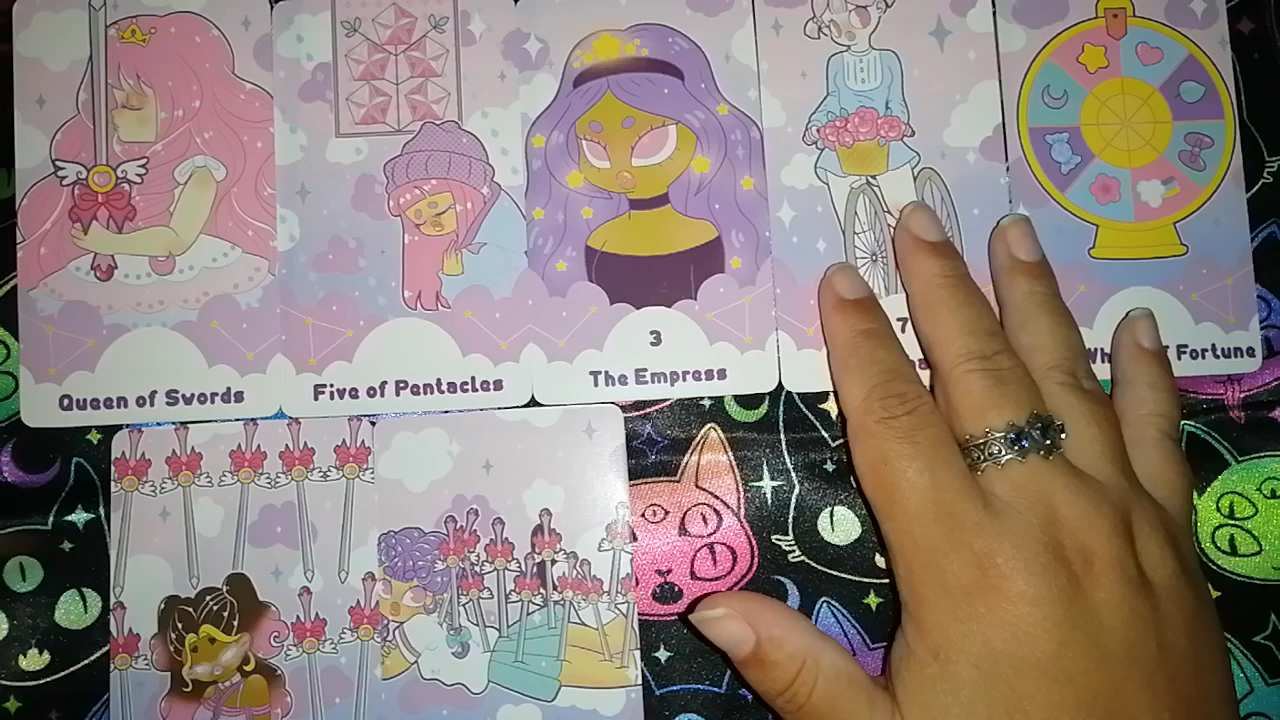 Queen of Swords
Five of Pentacles
3
The Empress
7
Fortune